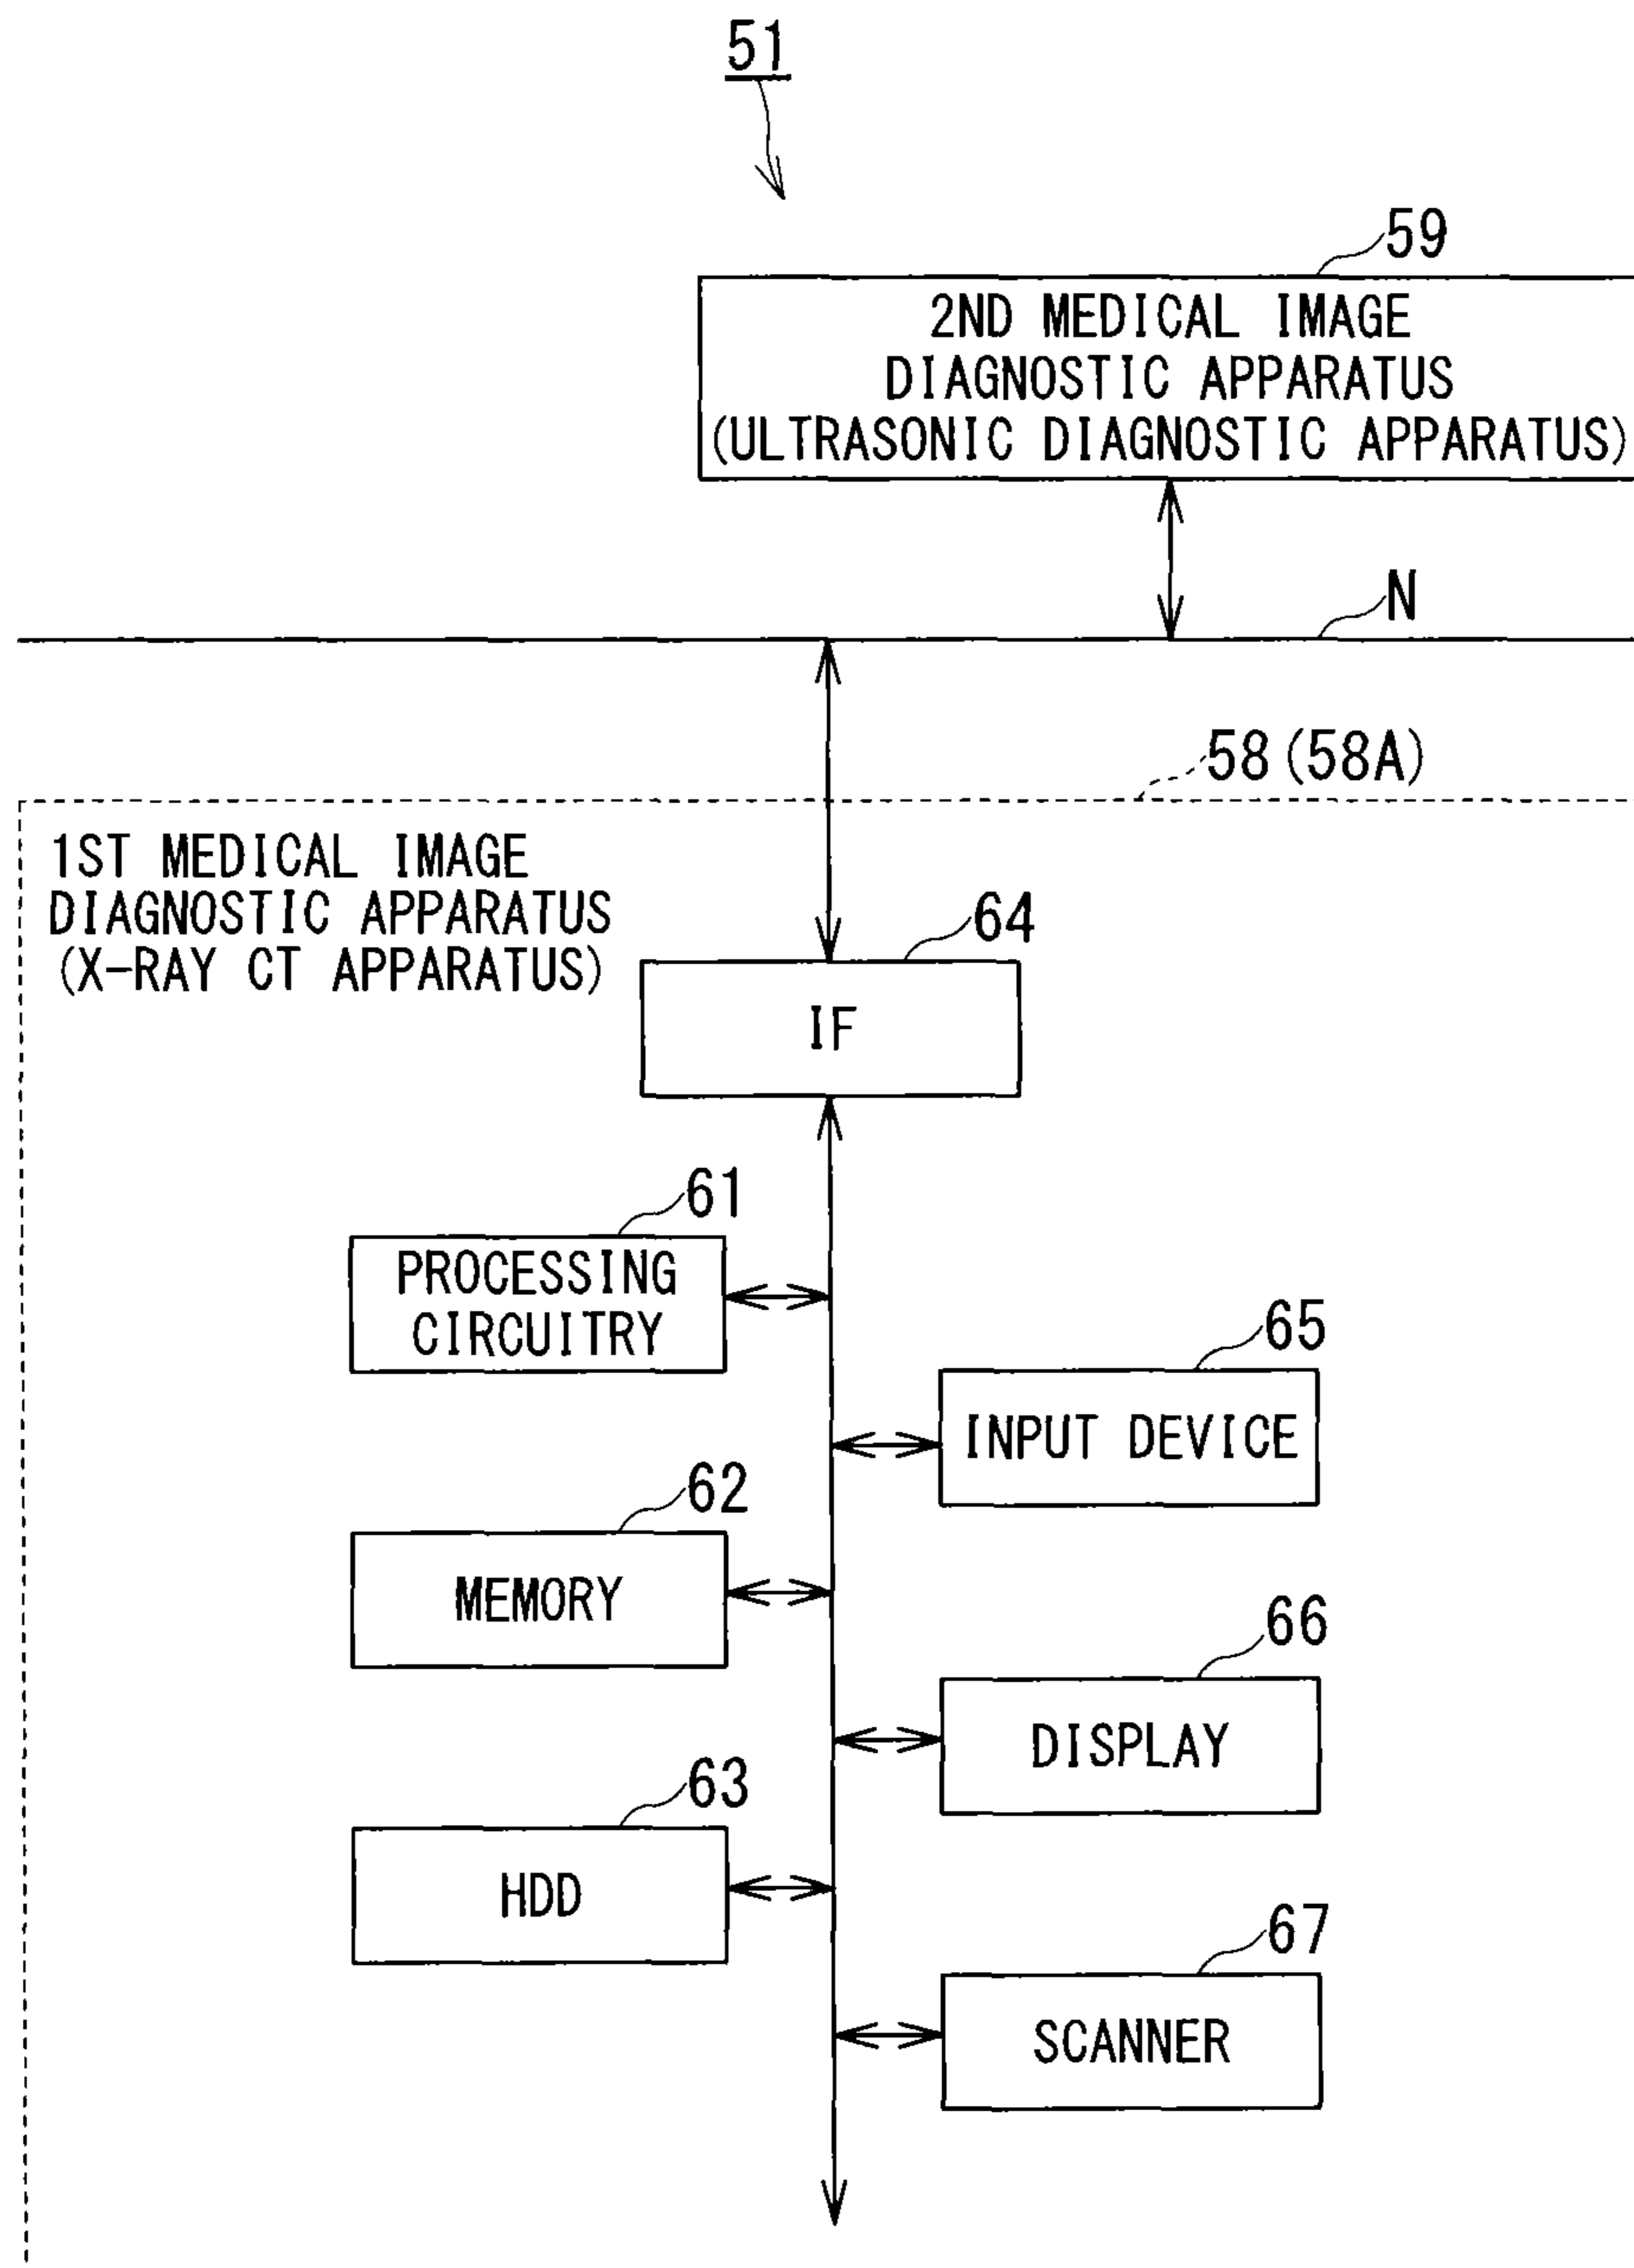 51
59
2ND MEDICAL IMAGE
DIAGNOSTIC APPARATUS
(ULTRASONIC DIAGNOSTIC APPARATUS)
N
58 (58A)
1ST MEDICAL IMAGE
DIAGNOSTIC APPARATUS
(X-RAY CT APPARATUS)
64
IF
61
PROCESSING
CIRCUITRY
65
INPUT DEVICE
62
MEMORY
66
DISPLAY
63
HDD
67
SCANNER